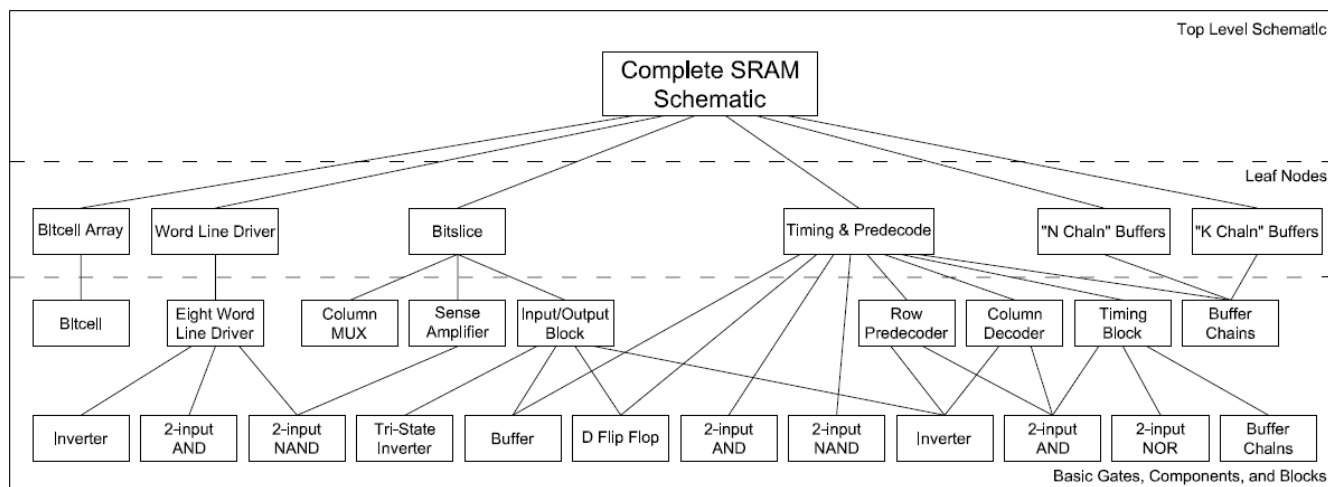 Top Level Schematic
Complete SRAM
Schematic
Leaf Nodes
Bitcell Array
Word Line Driver
Bitslice
Timing & Predecode
"N Chain" Buffers
"K Chain" Buffers
Bitcell
Eight Word
Line Driver
Column
MUX
Sense
Amplifier
Input/Output
Block
Row
Predecoder
Column
Decoder
Timing
Block
Buffer
Chains
Inverter
2-input
AND
2-input
NAND
Tri-State
Inverter
Buffer
D Flip Flop
2-input
AND
2-input
NAND
Inverter
2-input
AND
2-input
NOR
Buffer
Chains
Basic Gates, Components, and Blocks